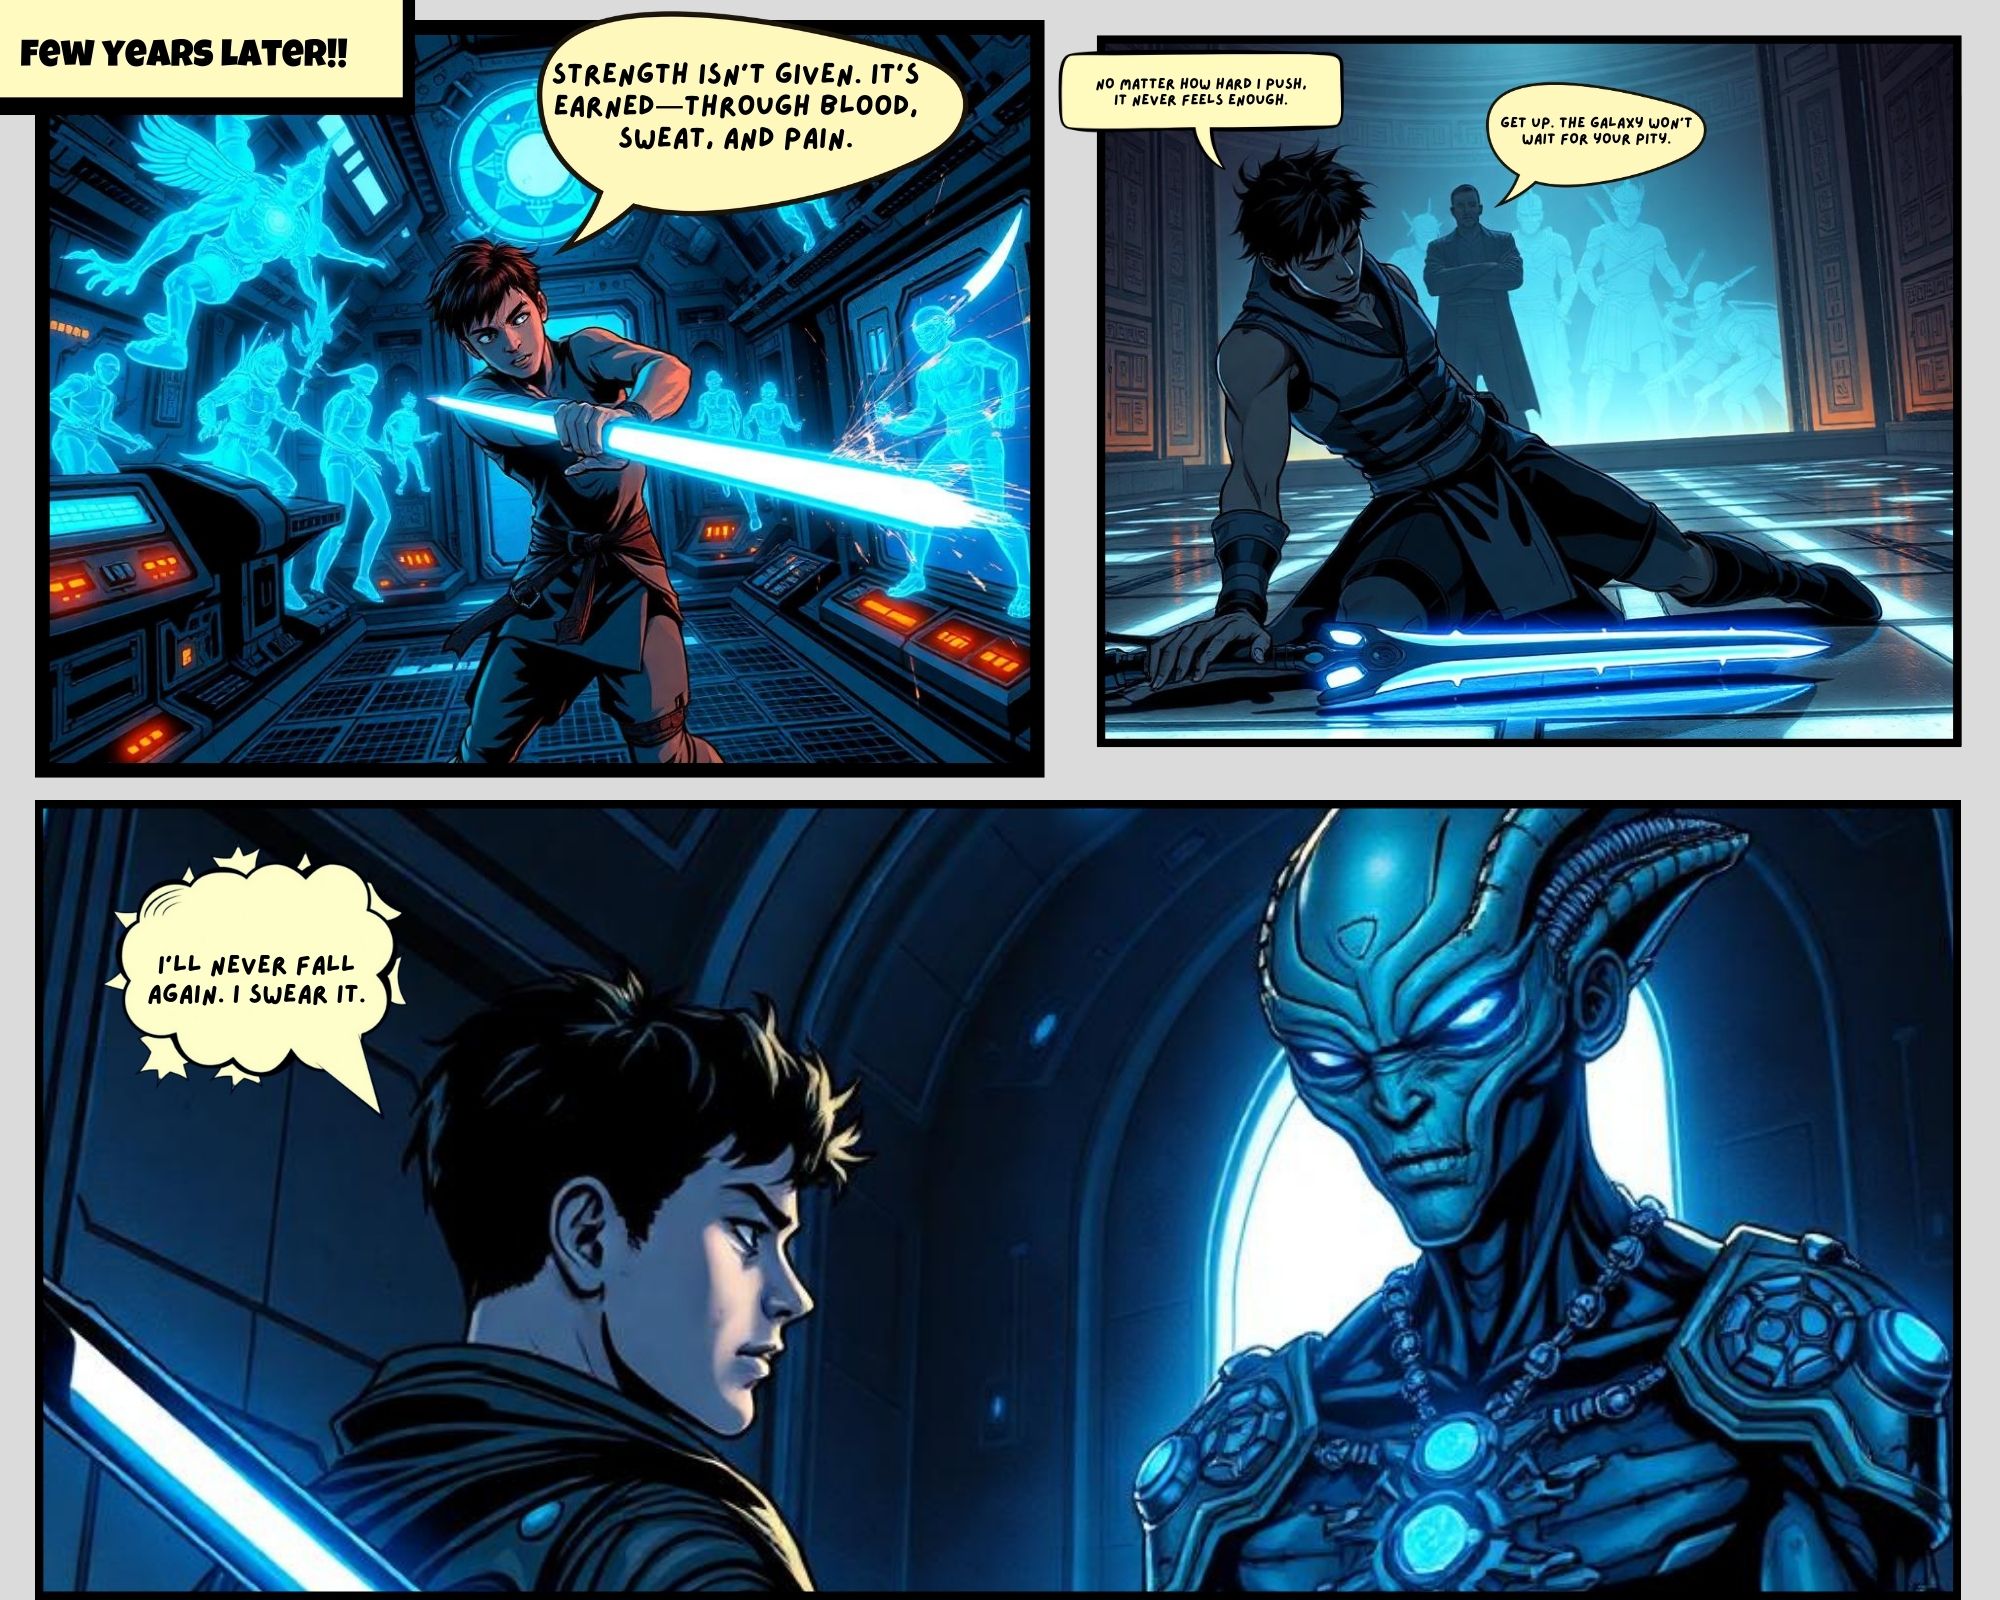 FEW YEARS LATER!!
STRENGTH ISN'T GIVEN. IT'S
EARNED—THROUGH BLOOD,
SWEAT, AND PAIN.
NO MATTER HOW HARD I PUSH,
IT NEVER FEELS ENOUGH.
GET UP. THE GALAXY WON'T
WAIT FOR YOUR PITY.
I'LL NEVER FALL
AGAIN. I SWEAR IT.